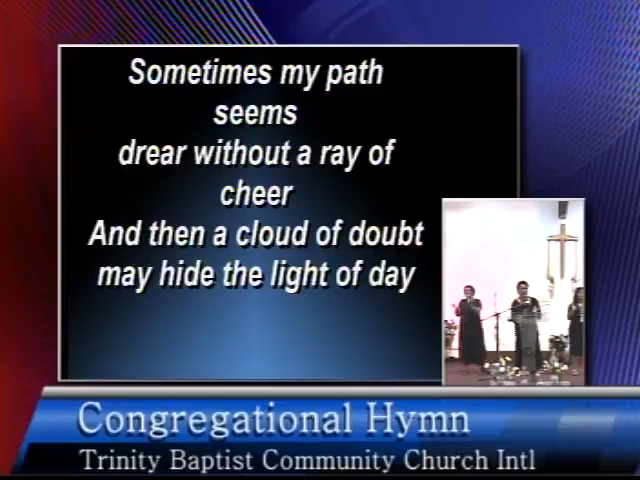 Sometimes my path
seems
drear without a ray of
cheer
And then a cloud of doubt
may hide the light of day
Congregational Hymn
Trinity Baptist Community Church Intl